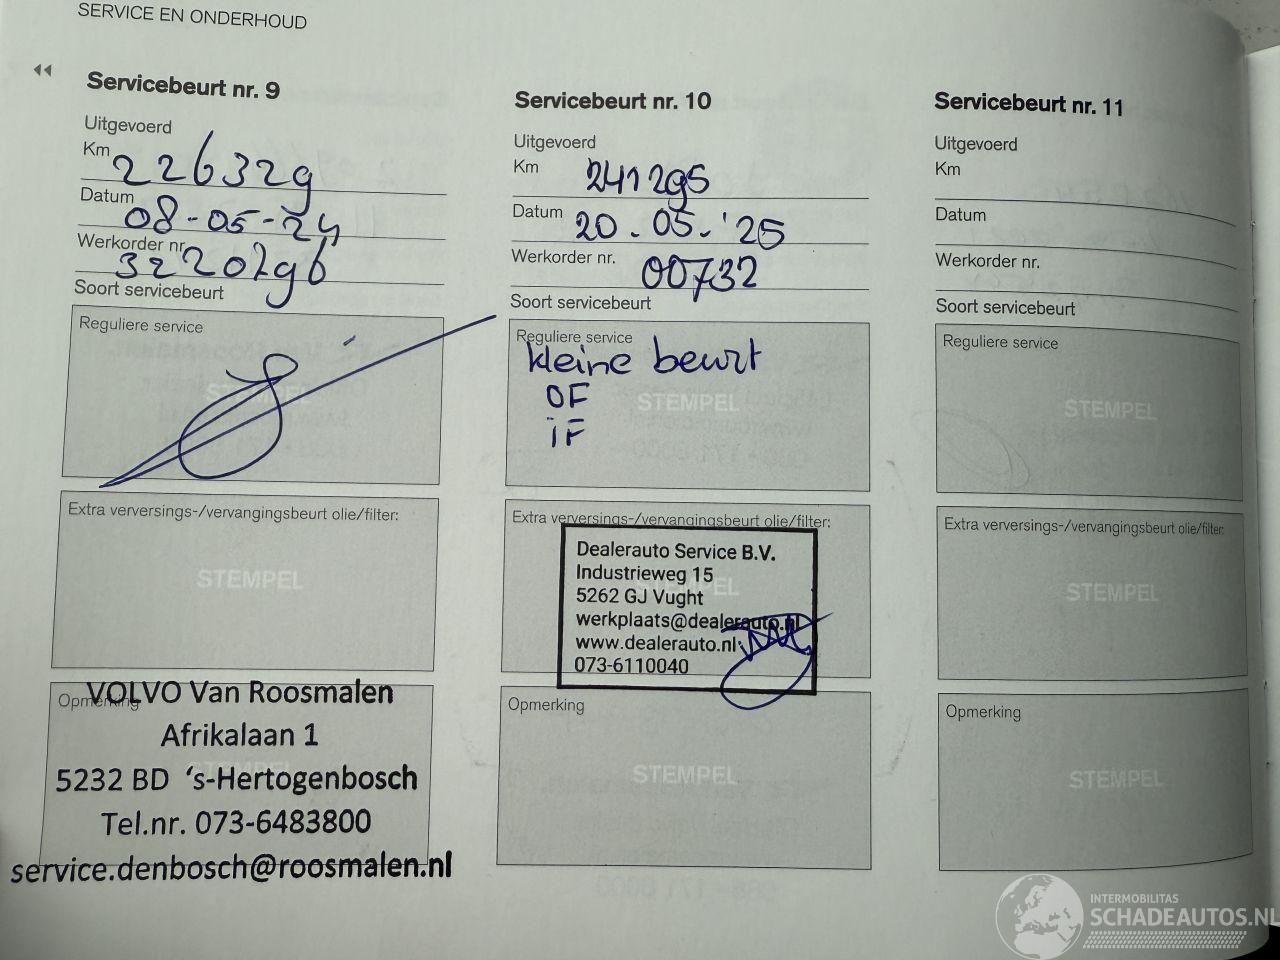 SERVICE EN ONDERHOUD
Servicebeurt nr. 9
Uitgevoerd
Km 226329
Datum 08-05-24
Werkorder nr. 32202796
Soort servicebeurt
Reguliere service
STEMPEL
Extra verversings-/vervangingsbeurt olie/filter:
STEMPEL
Opmerking
VOLVO Van Roosmalen
Afrikalaan 1
5232 BD 's-Hertogenbosch
Tel.nr. 073-6483800
service.denbosch@roosmalen.nl
Servicebeurt nr. 10
Uitgevoerd
Km 241295
Datum 20-05-'25
Werkorder nr. 00732
Soort servicebeurt
Reguliere service
kleine beurt
OF
STEMPEL
iF
Extra verversings-/vervangingsbeurt olie/filter:
Dealerauto Service B.V.
Industrieweg 15
5262 GJ Vught
werkplaats@dealerauto.nl
www.dealerauto.nl
073-6110040
Opmerking
STEMPEL
Servicebeurt nr. 11
Uitgevoerd
Km
Datum
Werkorder nr.
Soort servicebeurt
Reguliere service
STEMPEL
Extra verversings-/vervangingsbeurt olie/filter:
STEMPEL
Opmerking
STEMPEL
INTERMOBILITAS
SCHADEAUTOS.NL